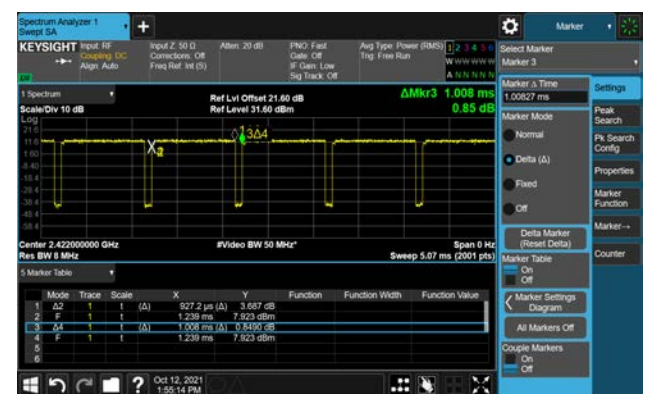 Spectrum Analyzer 1
Swept SA
Marker
KEYSIGHT
Input: RF
Coupling: DC
Align: Auto
Input Z: 50 Ω
Corrections: Off
Freq Ref: Int (S)
Atten: 20 dB
PNO: Fast
Gate: Off
IF Gain: Low
Sig Track: Off
Avg Type: Power (RMS)
Trig: Free Run
1 2 3 4 5 6
W W W W W W
A N N N N N
Select Marker
Marker 3
Marker Δ Time
1.00827 ms
Marker Mode
Normal
Delta (Δ)
Fixed
Off
Delta Marker
(Reset Delta)
Marker Table
On
Off
Marker Settings
Diagram
All Markers Off
Couple Markers
On
Off
Settings
Peak
Search
Pk Search
Config
Properties
Marker
Function
Marker→
Counter
1 Spectrum
Scale/Div 10 dB
Log
Ref Lvl Offset 21.60 dB
Ref Level 31.60 dBm
ΔMkr3 1.008 ms
0.85 dB
21.6
11.6
1.60
-8.40
-18.4
-28.4
-38.4
-48.4
-58.4
2
1 3Δ4
Center 2.422000000 GHz
Res BW 8 MHz
#Video BW 50 MHz*
Span 0 Hz
Sweep 5.07 ms (2001 pts)
5 Marker Table
Mode Trace Scale X Y Function Function Width Function Value
1 Δ2 1 t (Δ) 927.2 µs (Δ) 3.687 dB
2 F 1 t 1.239 ms 7.923 dBm
3 Δ4 1 t (Δ) 1.008 ms (Δ) 0.8490 dB
4 F 1 t 1.239 ms 7.923 dBm
5
6
Oct 12, 2021
1:55:14 PM